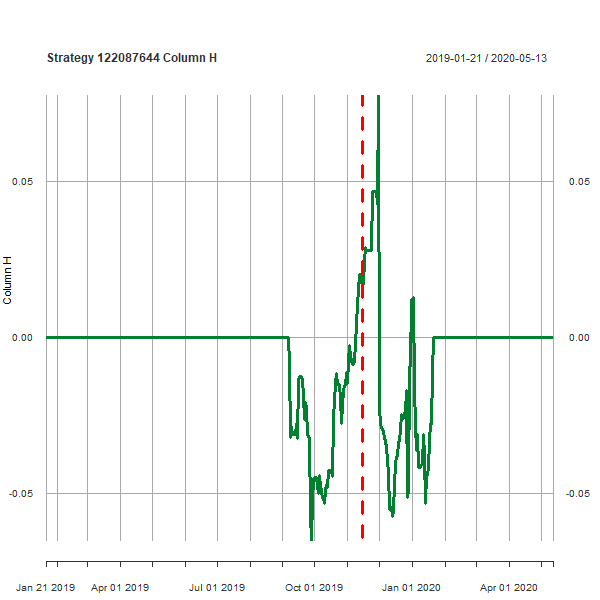 Strategy 122087644 Column H
2019-01-21 / 2020-05-13
0.05
0.05
Column H
0.00
0.00
-0.05
-0.05
Jan 21 2019
Apr 01 2019
Jul 01 2019
Oct 01 2019
Jan 01 2020
Apr 01 2020